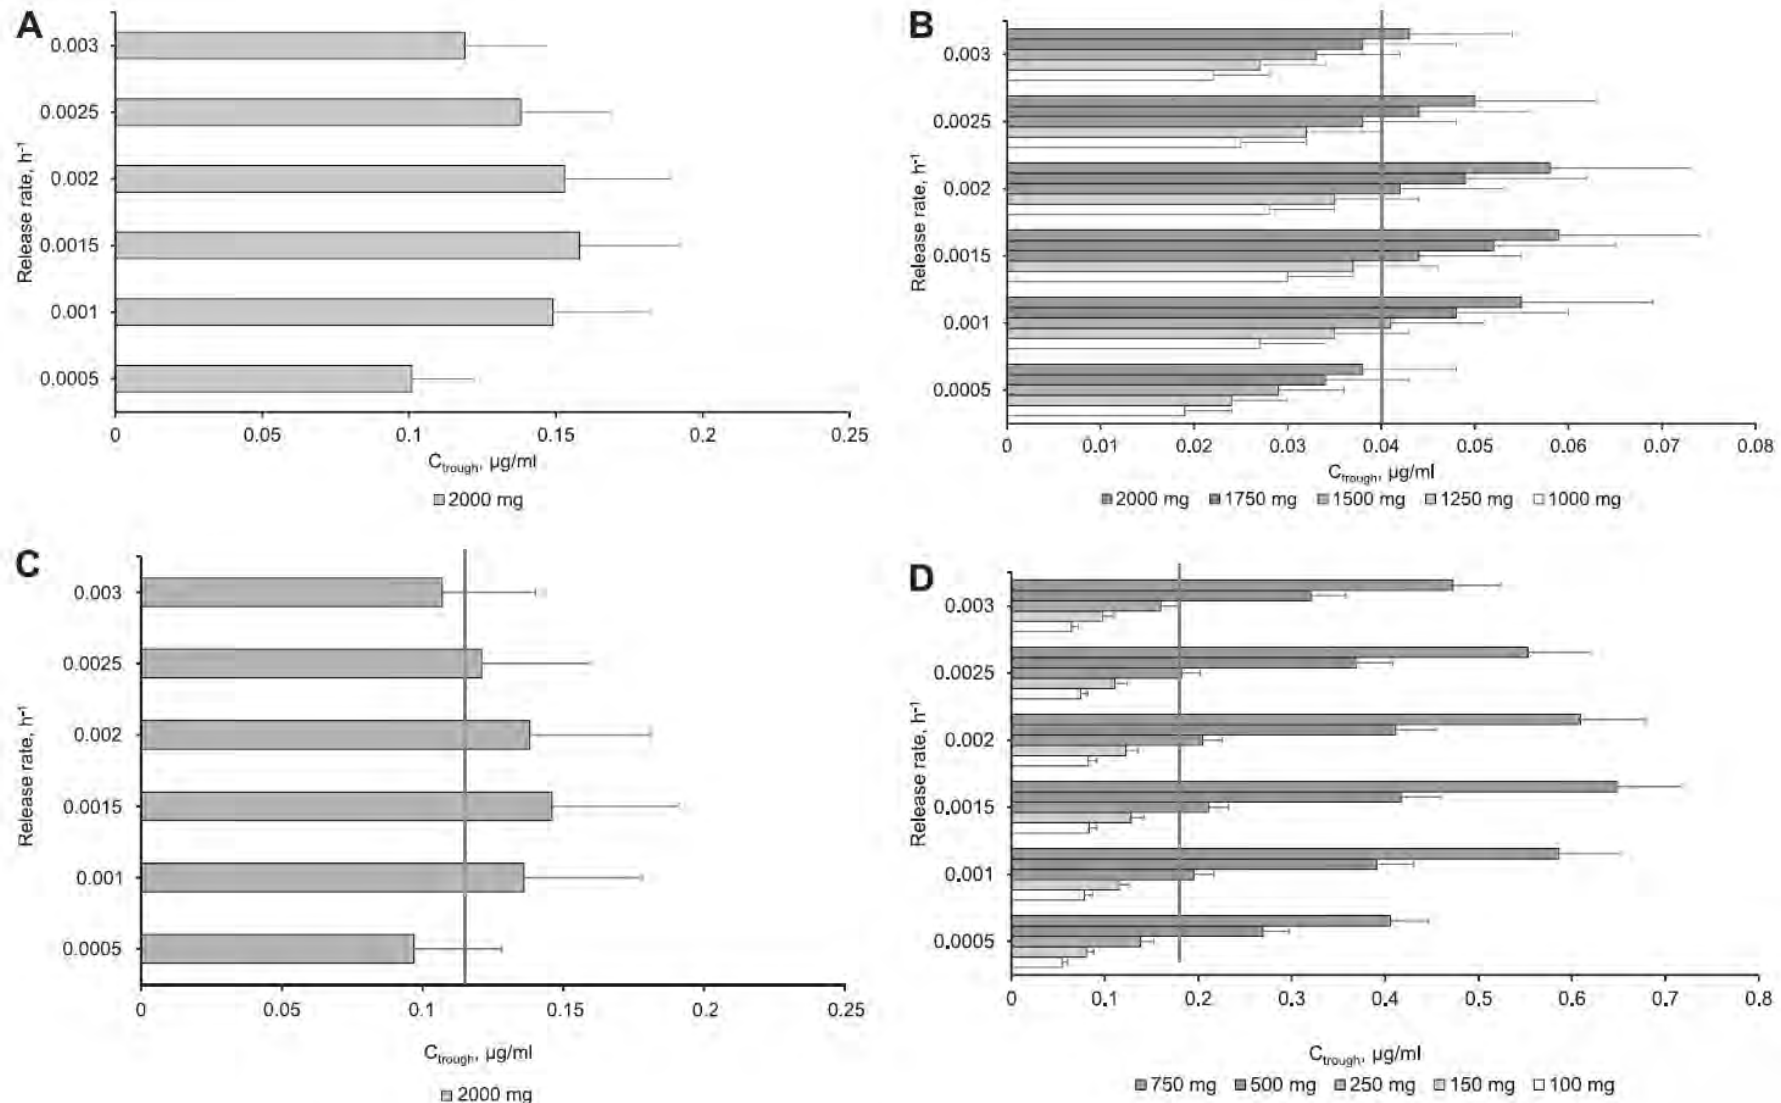 A
0.003
0.0025
0.002
0.0015
0.001
0.0005
Release rate, h-1
0 0.05 0.1 0.15 0.2 0.25
Ctrough, µg/ml
2000 mg
B
0.003
0.0025
0.002
0.0015
0.001
0.0005
Release rate, h-1
0 0.01 0.02 0.03 0.04 0.05 0.06 0.07 0.08
Ctrough, µg/ml
2000 mg 1750 mg 1500 mg 1250 mg 1000 mg
C
0.003
0.0025
0.002
0.0015
0.001
0.0005
Release rate, h-1
0 0.05 0.1 0.15 0.2 0.25
Ctrough, µg/ml
2000 mg
D
0.003
0.0025
0.002
0.0015
0.001
0.0005
Release rate, h-1
0 0.1 0.2 0.3 0.4 0.5 0.6 0.7 0.8
Ctrough, µg/ml
750 mg 500 mg 250 mg 150 mg 100 mg